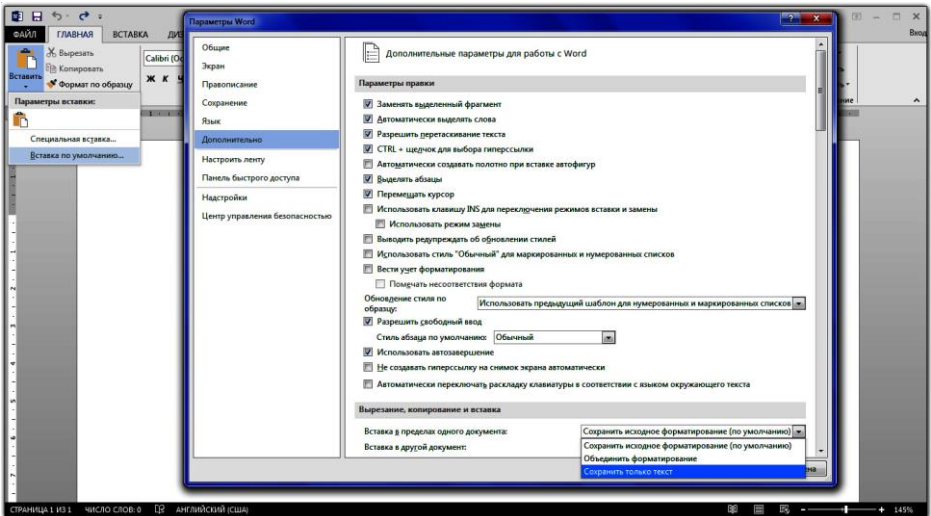 Параметры Word
ФАЙЛ ГЛАВНАЯ ВСТАВКА
Вход
Вставить
Вырезать
Копировать
Формат по образцу
Calibri
Ж К
Параметры вставки:
Специальная вставка...
Вставка по умолчанию...
Общие
Экран
Правописание
Сохранение
Язык
Дополнительно
Настроить ленту
Панель быстрого доступа
Надстройки
Центр управления безопасностью
Дополнительные параметры для работы с Word
Параметры правки
Заменять выделенный фрагмент
Автоматически выделять слова
Разрешить перетаскивание текста
CTRL + щелчок для выбора гиперссылки
Автоматически создавать полотно при вставке автофигур
Выделять абзацы
Перемещать курсор
Использовать клавишу INS для переключения режимов вставки и замены
Использовать режим замены
Выводить редупреждать об обновлении стилей
Использовать стиль "Обычный" для маркированных и нумерованных списков
Вести учет форматирования
Помечать несоответствия формата
Обновление стиля по образцу:
Использовать предыдущий шаблон для нумерованных и маркированных списков
Разрешить свободный ввод
Стиль абзаца по умолчанию: Обычный
Использовать автозавершение
Не создавать гиперссылку на снимок экрана автоматически
Автоматически переключать раскладку клавиатуры в соответствии с языком окружающего текста
Вырезание, копирование и вставка
Вставка в пределах одного документа: Сохранить исходное форматирование (по умолчанию)
Вставка в другой документ: Сохранить исходное форматирование (по умолчанию)
Объединить форматирование
Сохранить только текст
СТРАНИЦА 1 ИЗ 1 ЧИСЛО СЛОВ: 0 АНГЛИЙСКИЙ (США) 145%